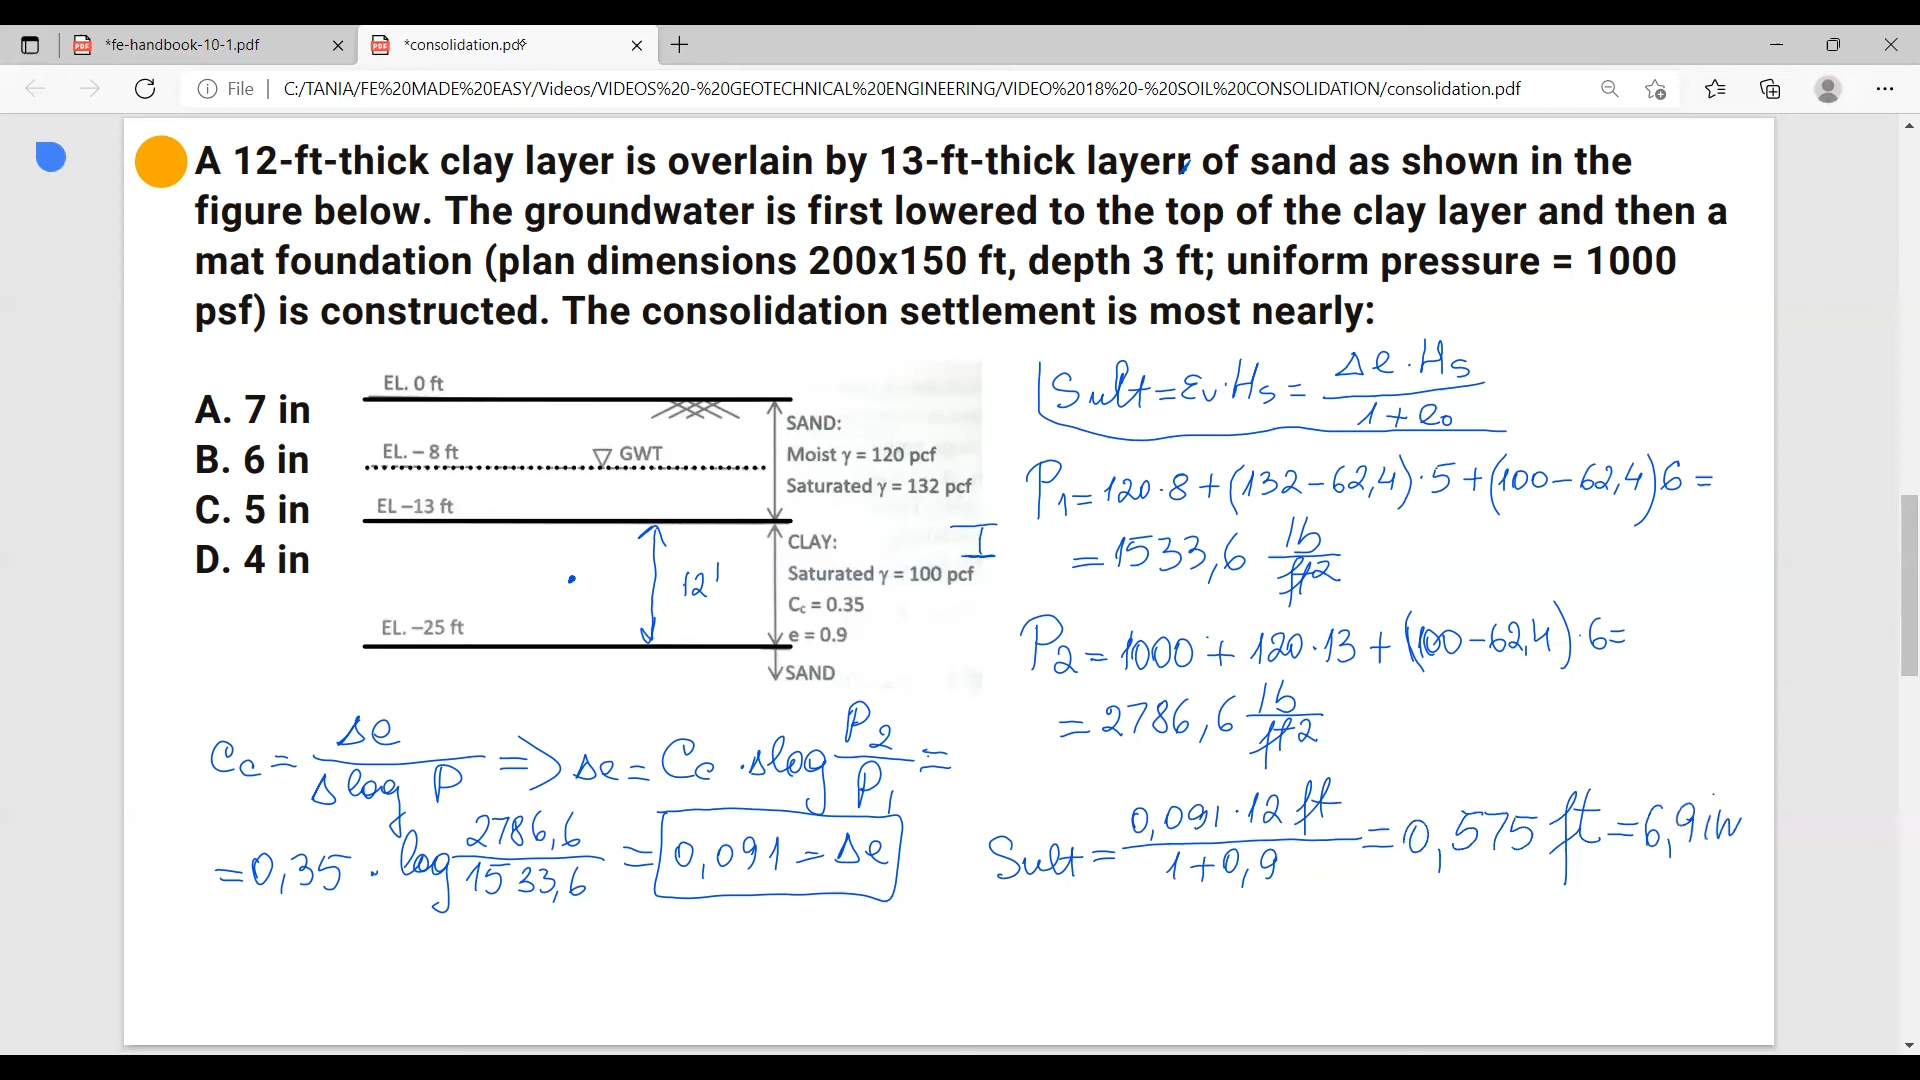 *fe-handbook-10-1.pdf
*consolidation.pdf
File
C:/TANIA/FE%20MADE%20EASY/Videos/VIDEOS%20-%20GEOTECHNICAL%20ENGINEERING/VIDEO%2018%20-%20SOIL%20CONSOLIDATION/consolidation.pdf
A 12-ft-thick clay layer is overlain by 13-ft-thick layerr of sand as shown in the
figure below. The groundwater is first lowered to the top of the clay layer and then a
mat foundation (plan dimensions 200x150 ft, depth 3 ft; uniform pressure = 1000
psf) is constructed. The consolidation settlement is most nearly:
A. 7 in
B. 6 in
C. 5 in
D. 4 in
EL. 0 ft
EL. – 8 ft
GWT
EL –13 ft
EL. –25 ft
12'
SAND:
Moist γ = 120 pcf
Saturated γ = 132 pcf
CLAY:
Saturated γ = 100 pcf
Cc = 0.35
e = 0.9
SAND
I
Sult = εv·Hs = Δe·Hs / 1+e0
P1 = 120·8+(132-62,4)·5+(100-62,4)6 =
= 1533,6 lb/ft2
P2 = 1000 + 120·13 + (100-62,4)·6=
= 2786,6 lb/ft2
Cc = Δe / Δlog P => Δe = Cc·Δlog P2/P1 =
= 0,35 · log 2786,6/1533,6 = 0,091 = Δe
Sult = 0,091·12 ft / 1+0,9 = 0,575 ft = 6,9 in